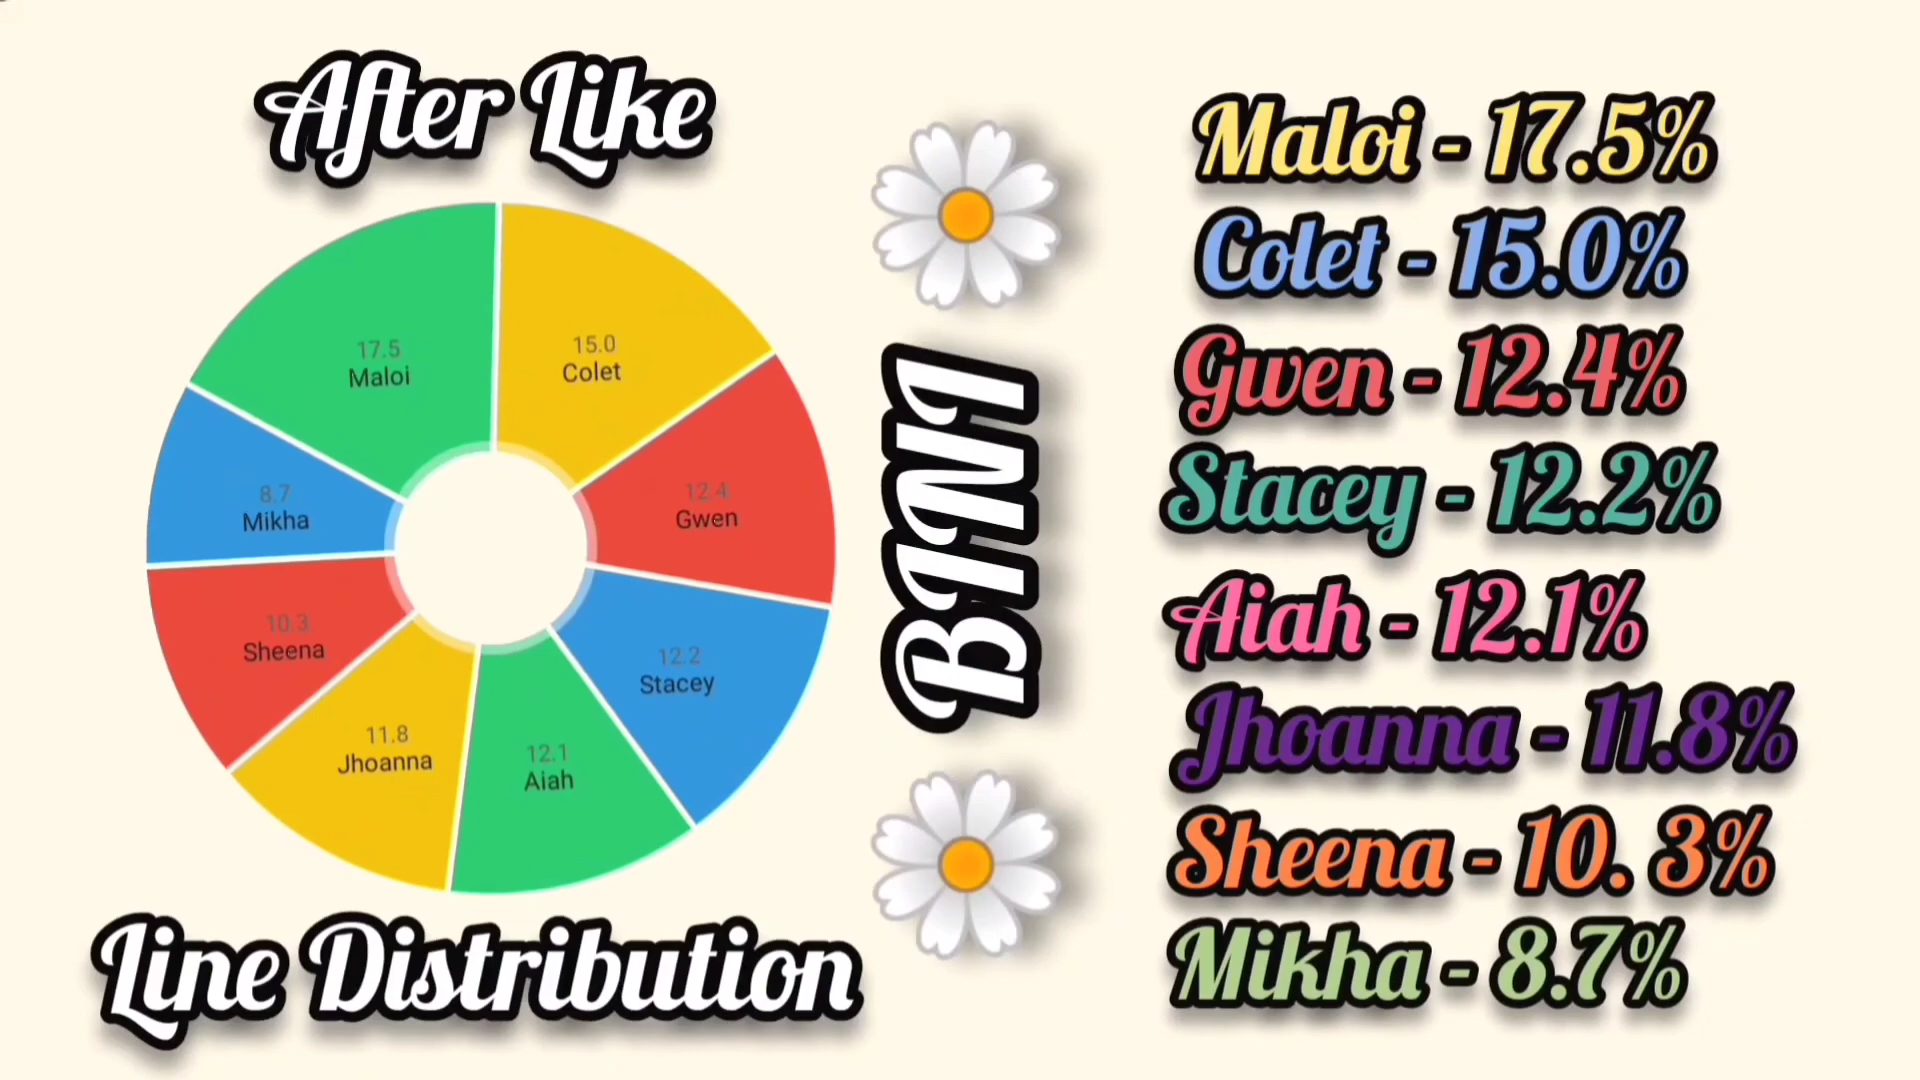 After Like
17.5
Maloi
15.0
Colet
8.7
Mikha
12.4
Gwen
10.3
Sheena
12.2
Stacey
11.8
Jhoanna
12.1
Aiah
Line Distribution
BINI
Maloi - 17.5%
Colet - 15.0%
Gwen - 12.4%
Stacey - 12.2%
Aiah - 12.1%
Jhoanna - 11.8%
Sheena - 10. 3%
Mikha - 8.7%